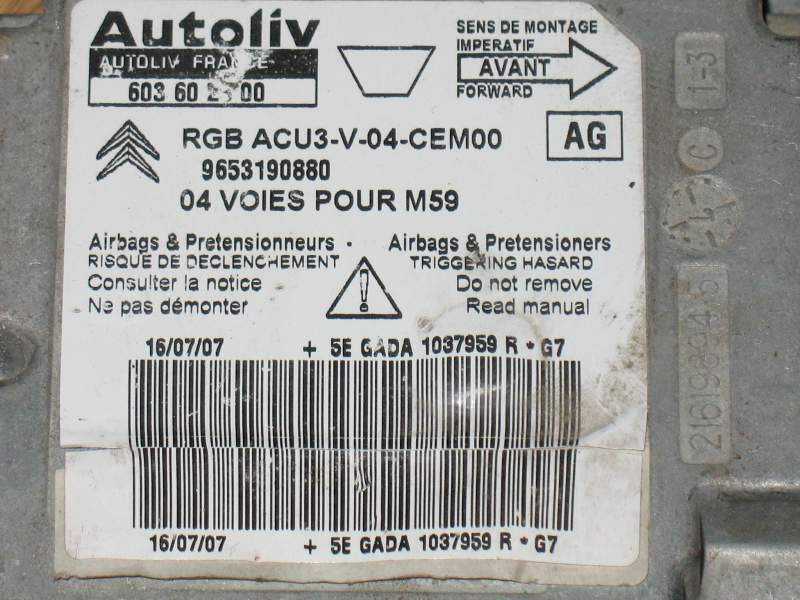 Autoliv
AUTOLIV FRANCE
603 60 00
SENS DE MONTAGE
IMPERATIF
AVANT
FORWARD
RGB ACU3-V-04-CEM00
AG
9653190880
04 VOIES POUR M59
Airbags & Pretensionneurs
RISQUE DE DECLENCHEMENT
Consulter la notice
Ne pas démonter
Airbags & Pretensioners
TRIGGERING HASARD
Do not remove
Read manual
16/07/07 + 5E GADA 1037959 R * G7
16/07/07 + 5E GADA 1037959 R * G7
1-3
C